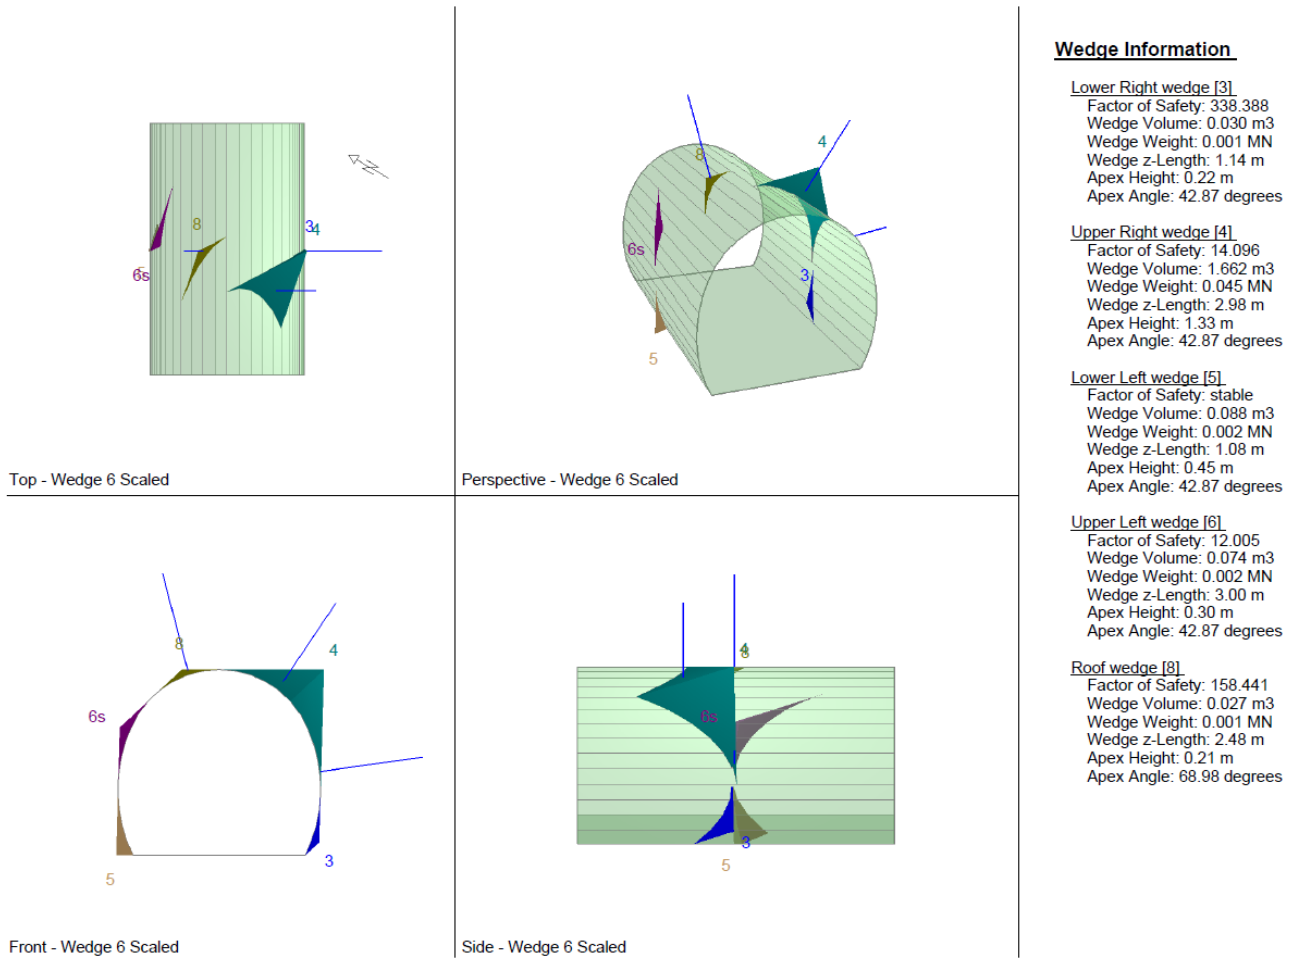 8
3
4
6s
N
Top - Wedge 6 Scaled
4
8
6s
3
5
Perspective - Wedge 6 Scaled
8
4
6s
5
3
Front - Wedge 6 Scaled
4
8
6s
3
5
Side - Wedge 6 Scaled
Wedge Information
Lower Right wedge [3]
Factor of Safety: 338.388
Wedge Volume: 0.030 m3
Wedge Weight: 0.001 MN
Wedge z-Length: 1.14 m
Apex Height: 0.22 m
Apex Angle: 42.87 degrees
Upper Right wedge [4]
Factor of Safety: 14.096
Wedge Volume: 1.662 m3
Wedge Weight: 0.045 MN
Wedge z-Length: 2.98 m
Apex Height: 1.33 m
Apex Angle: 42.87 degrees
Lower Left wedge [5]
Factor of Safety: stable
Wedge Volume: 0.088 m3
Wedge Weight: 0.002 MN
Wedge z-Length: 1.08 m
Apex Height: 0.45 m
Apex Angle: 42.87 degrees
Upper Left wedge [6]
Factor of Safety: 12.005
Wedge Volume: 0.074 m3
Wedge Weight: 0.002 MN
Wedge z-Length: 3.00 m
Apex Height: 0.30 m
Apex Angle: 42.87 degrees
Roof wedge [8]
Factor of Safety: 158.441
Wedge Volume: 0.027 m3
Wedge Weight: 0.001 MN
Wedge z-Length: 2.48 m
Apex Height: 0.21 m
Apex Angle: 68.98 degrees